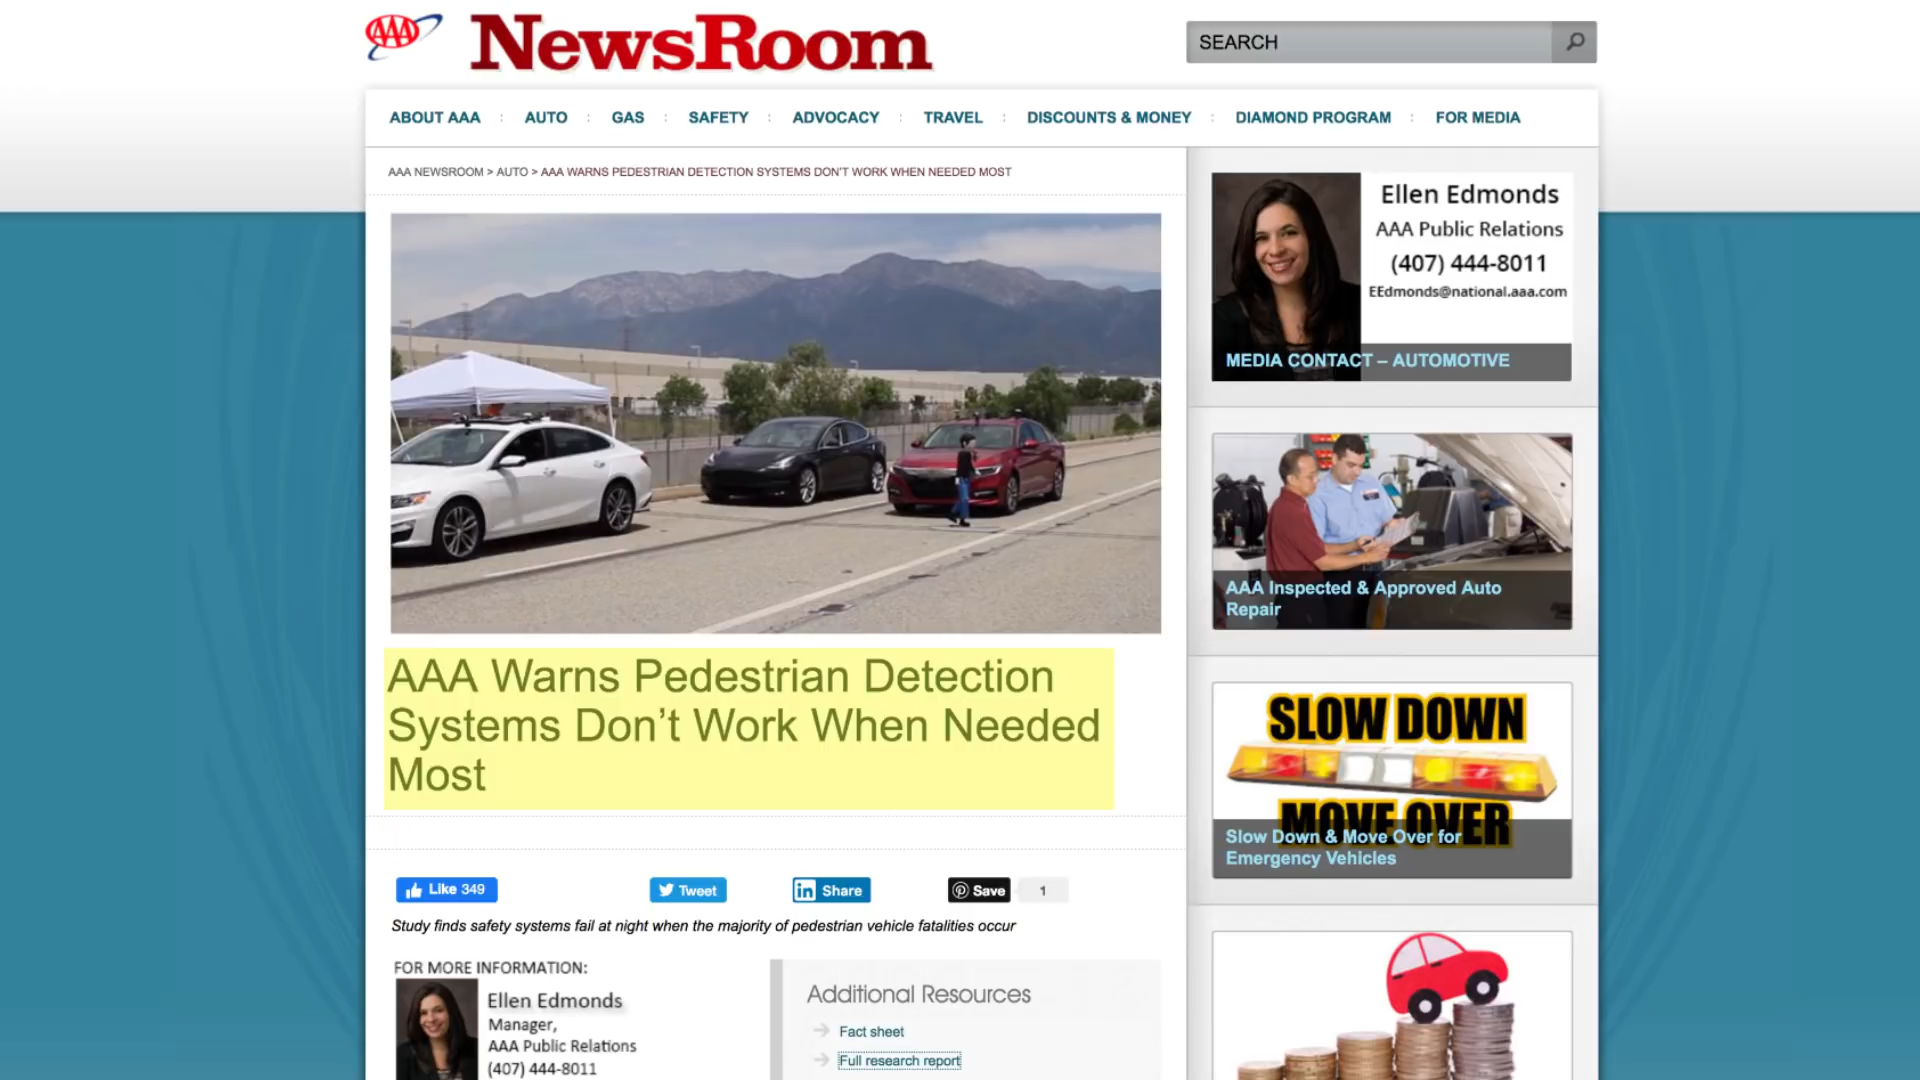 AAA NewsRoom
SEARCH
ABOUT AAA : AUTO : GAS : SAFETY : ADVOCACY : TRAVEL : DISCOUNTS & MONEY : DIAMOND PROGRAM : FOR MEDIA
AAA NEWSROOM > AUTO > AAA WARNS PEDESTRIAN DETECTION SYSTEMS DON'T WORK WHEN NEEDED MOST
AAA Warns Pedestrian Detection
Systems Don’t Work When Needed
Most
Like 349
Tweet
Share
Save
1
Study finds safety systems fail at night when the majority of pedestrian vehicle fatalities occur
FOR MORE INFORMATION:
Ellen Edmonds
Manager,
AAA Public Relations
(407) 444-8011
Additional Resources
Fact sheet
Full research report
Ellen Edmonds
AAA Public Relations
(407) 444-8011
EEdmonds@national.aaa.com
MEDIA CONTACT – AUTOMOTIVE
AAA Inspected & Approved Auto
Repair
SLOW DOWN
MOVE OVER
Slow Down & Move Over for
Emergency Vehicles